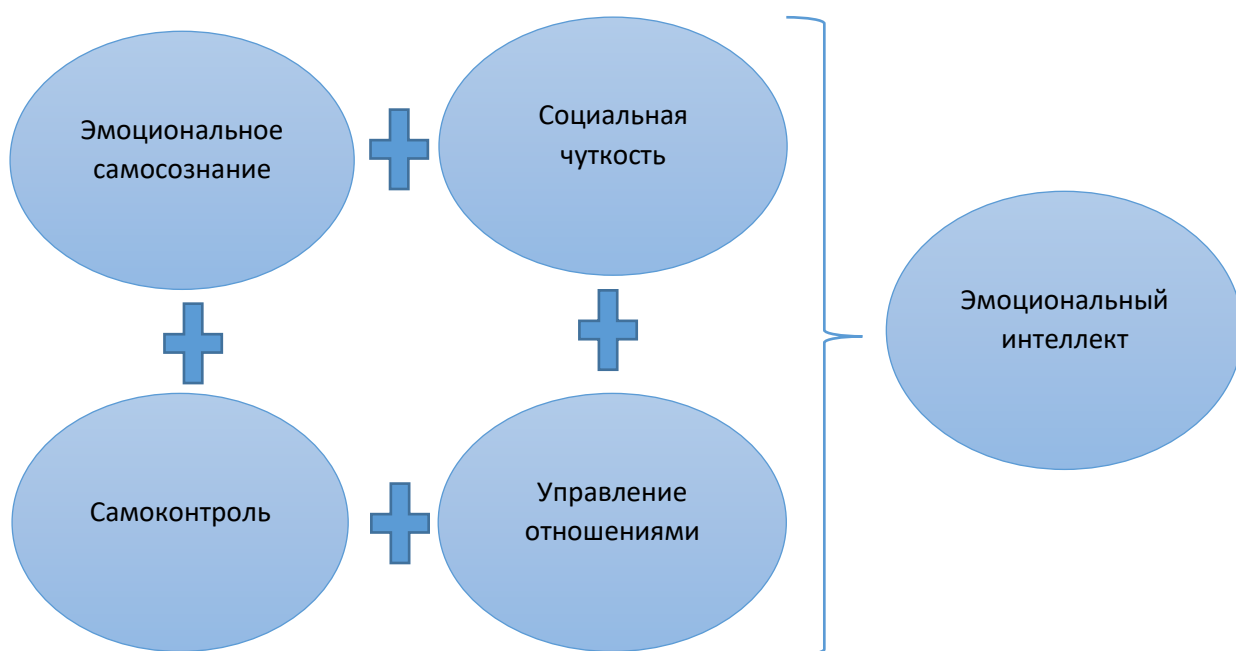 Эмоциональное
самосознание
Социальная
чуткость
Эмоциональный
интеллект
Самоконтроль
Управление
отношениями